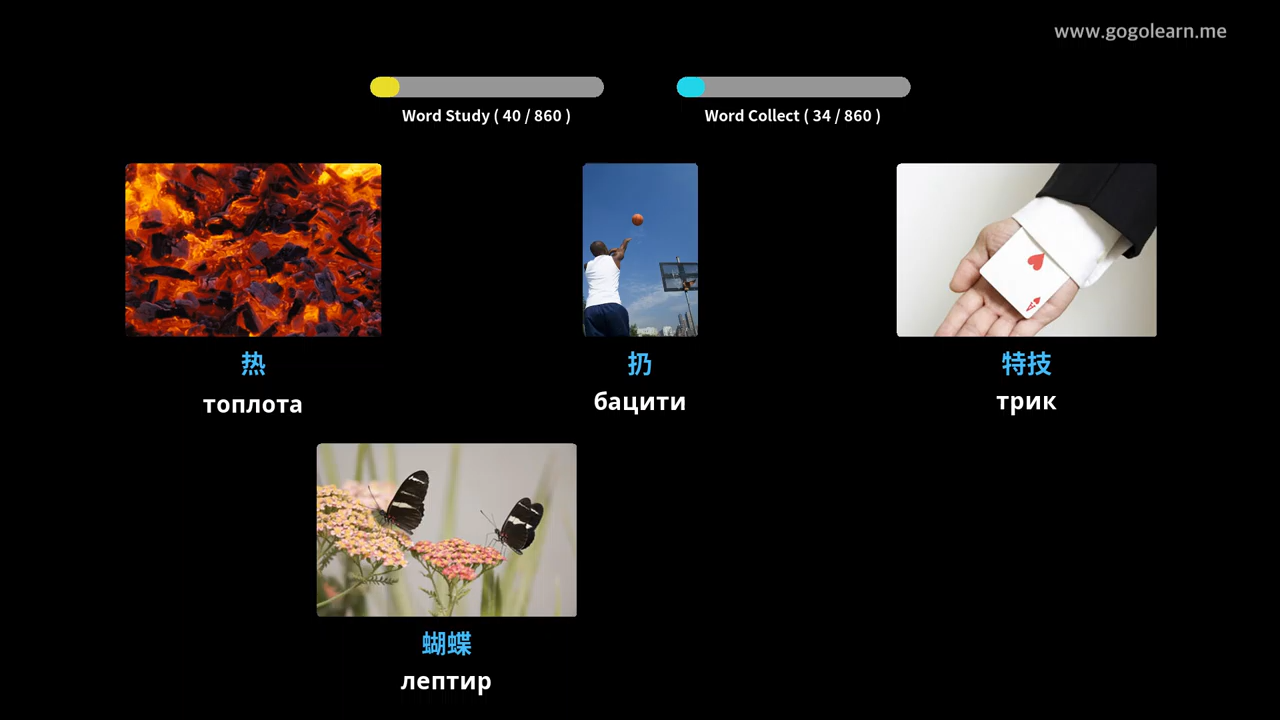 www.gogolearn.me
Word Study ( 40 / 860 )
Word Collect ( 34 / 860 )
热
топлота
扔
бацити
特技
трик
蝴蝶
лептир